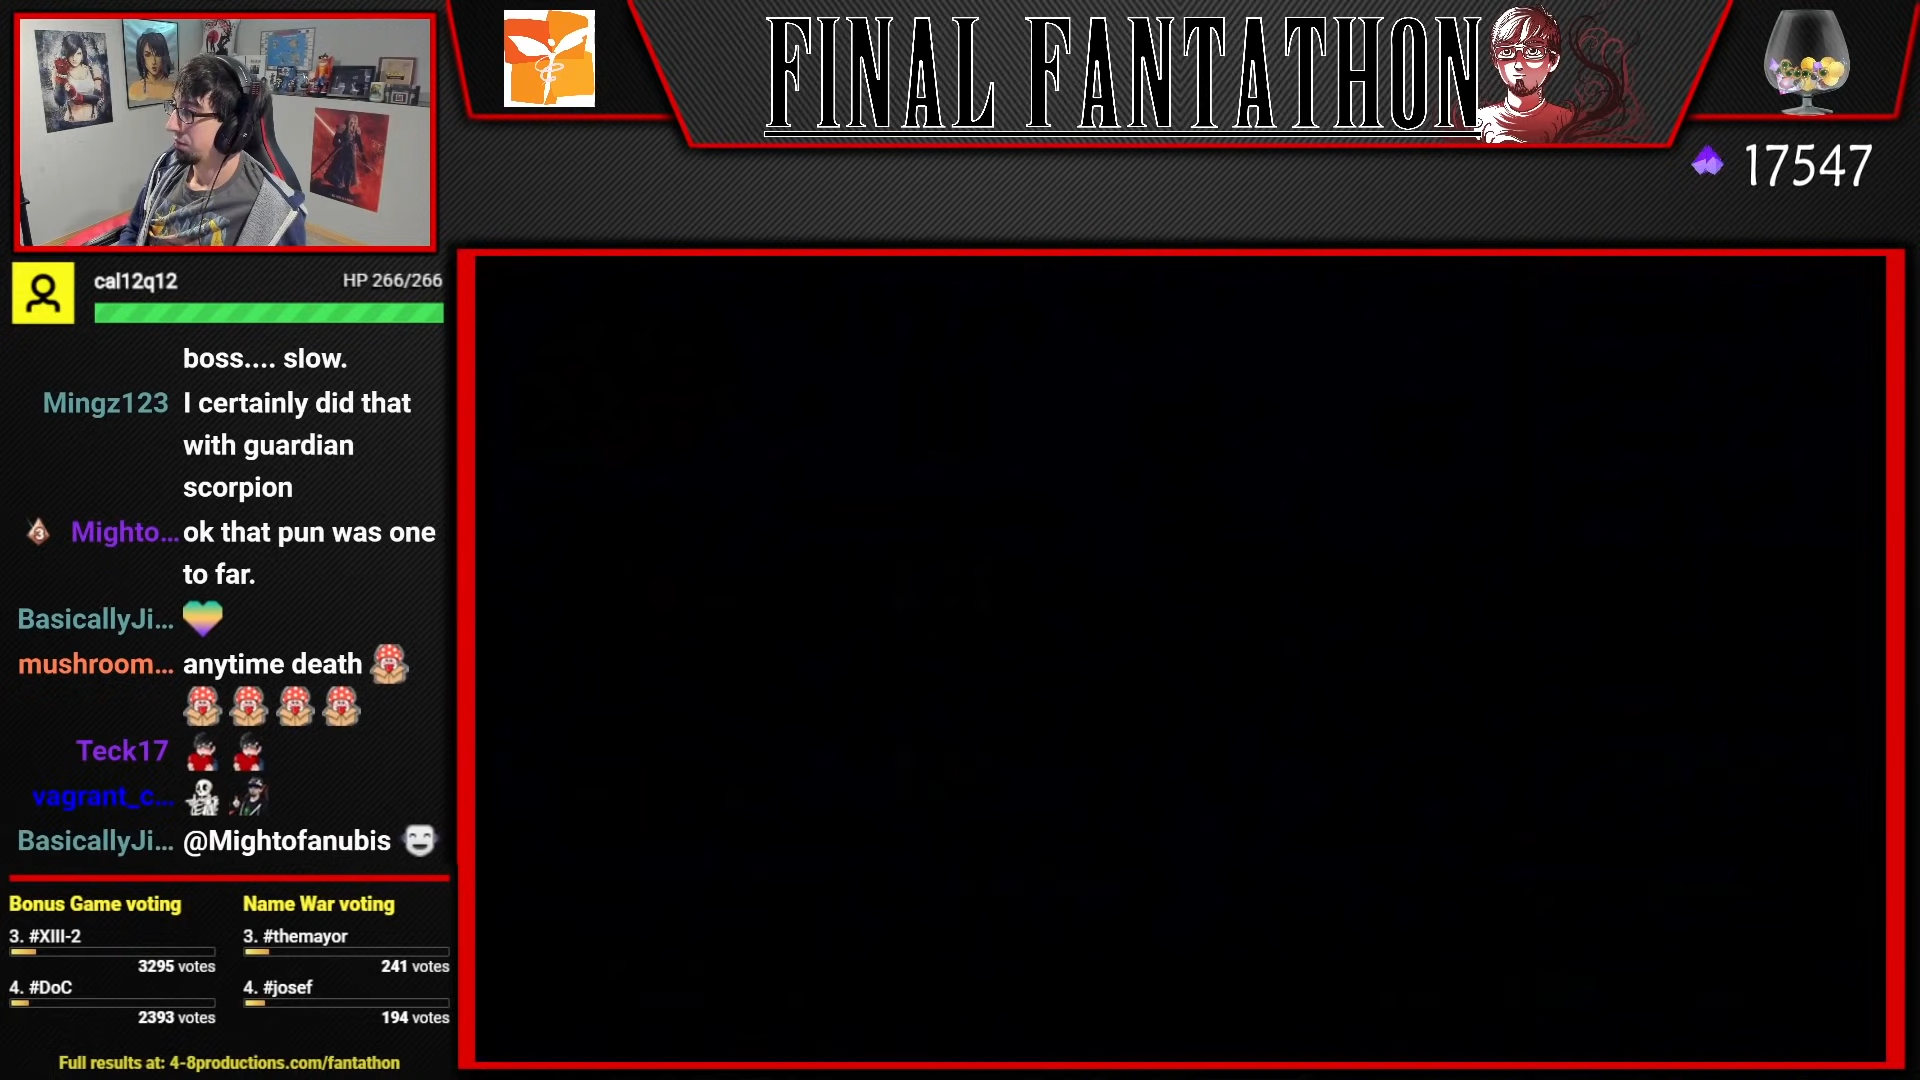 FINAL FANTATHON
17547
cal12q12 HP 266/266
boss.... slow.
Mingz123 I certainly did that
with guardian
scorpion
3 Mighto... ok that pun was one
to far.
BasicallyJi...
mushroom... anytime death
Teck17
vagrant_c...
BasicallyJi... @Mightofanubis
Bonus Game voting
3. #XIII-2
3295 votes
4. #DoC
2393 votes
Name War voting
3. #themayor
241 votes
4. #josef
194 votes
Full results at: 4-8productions.com/fantathon